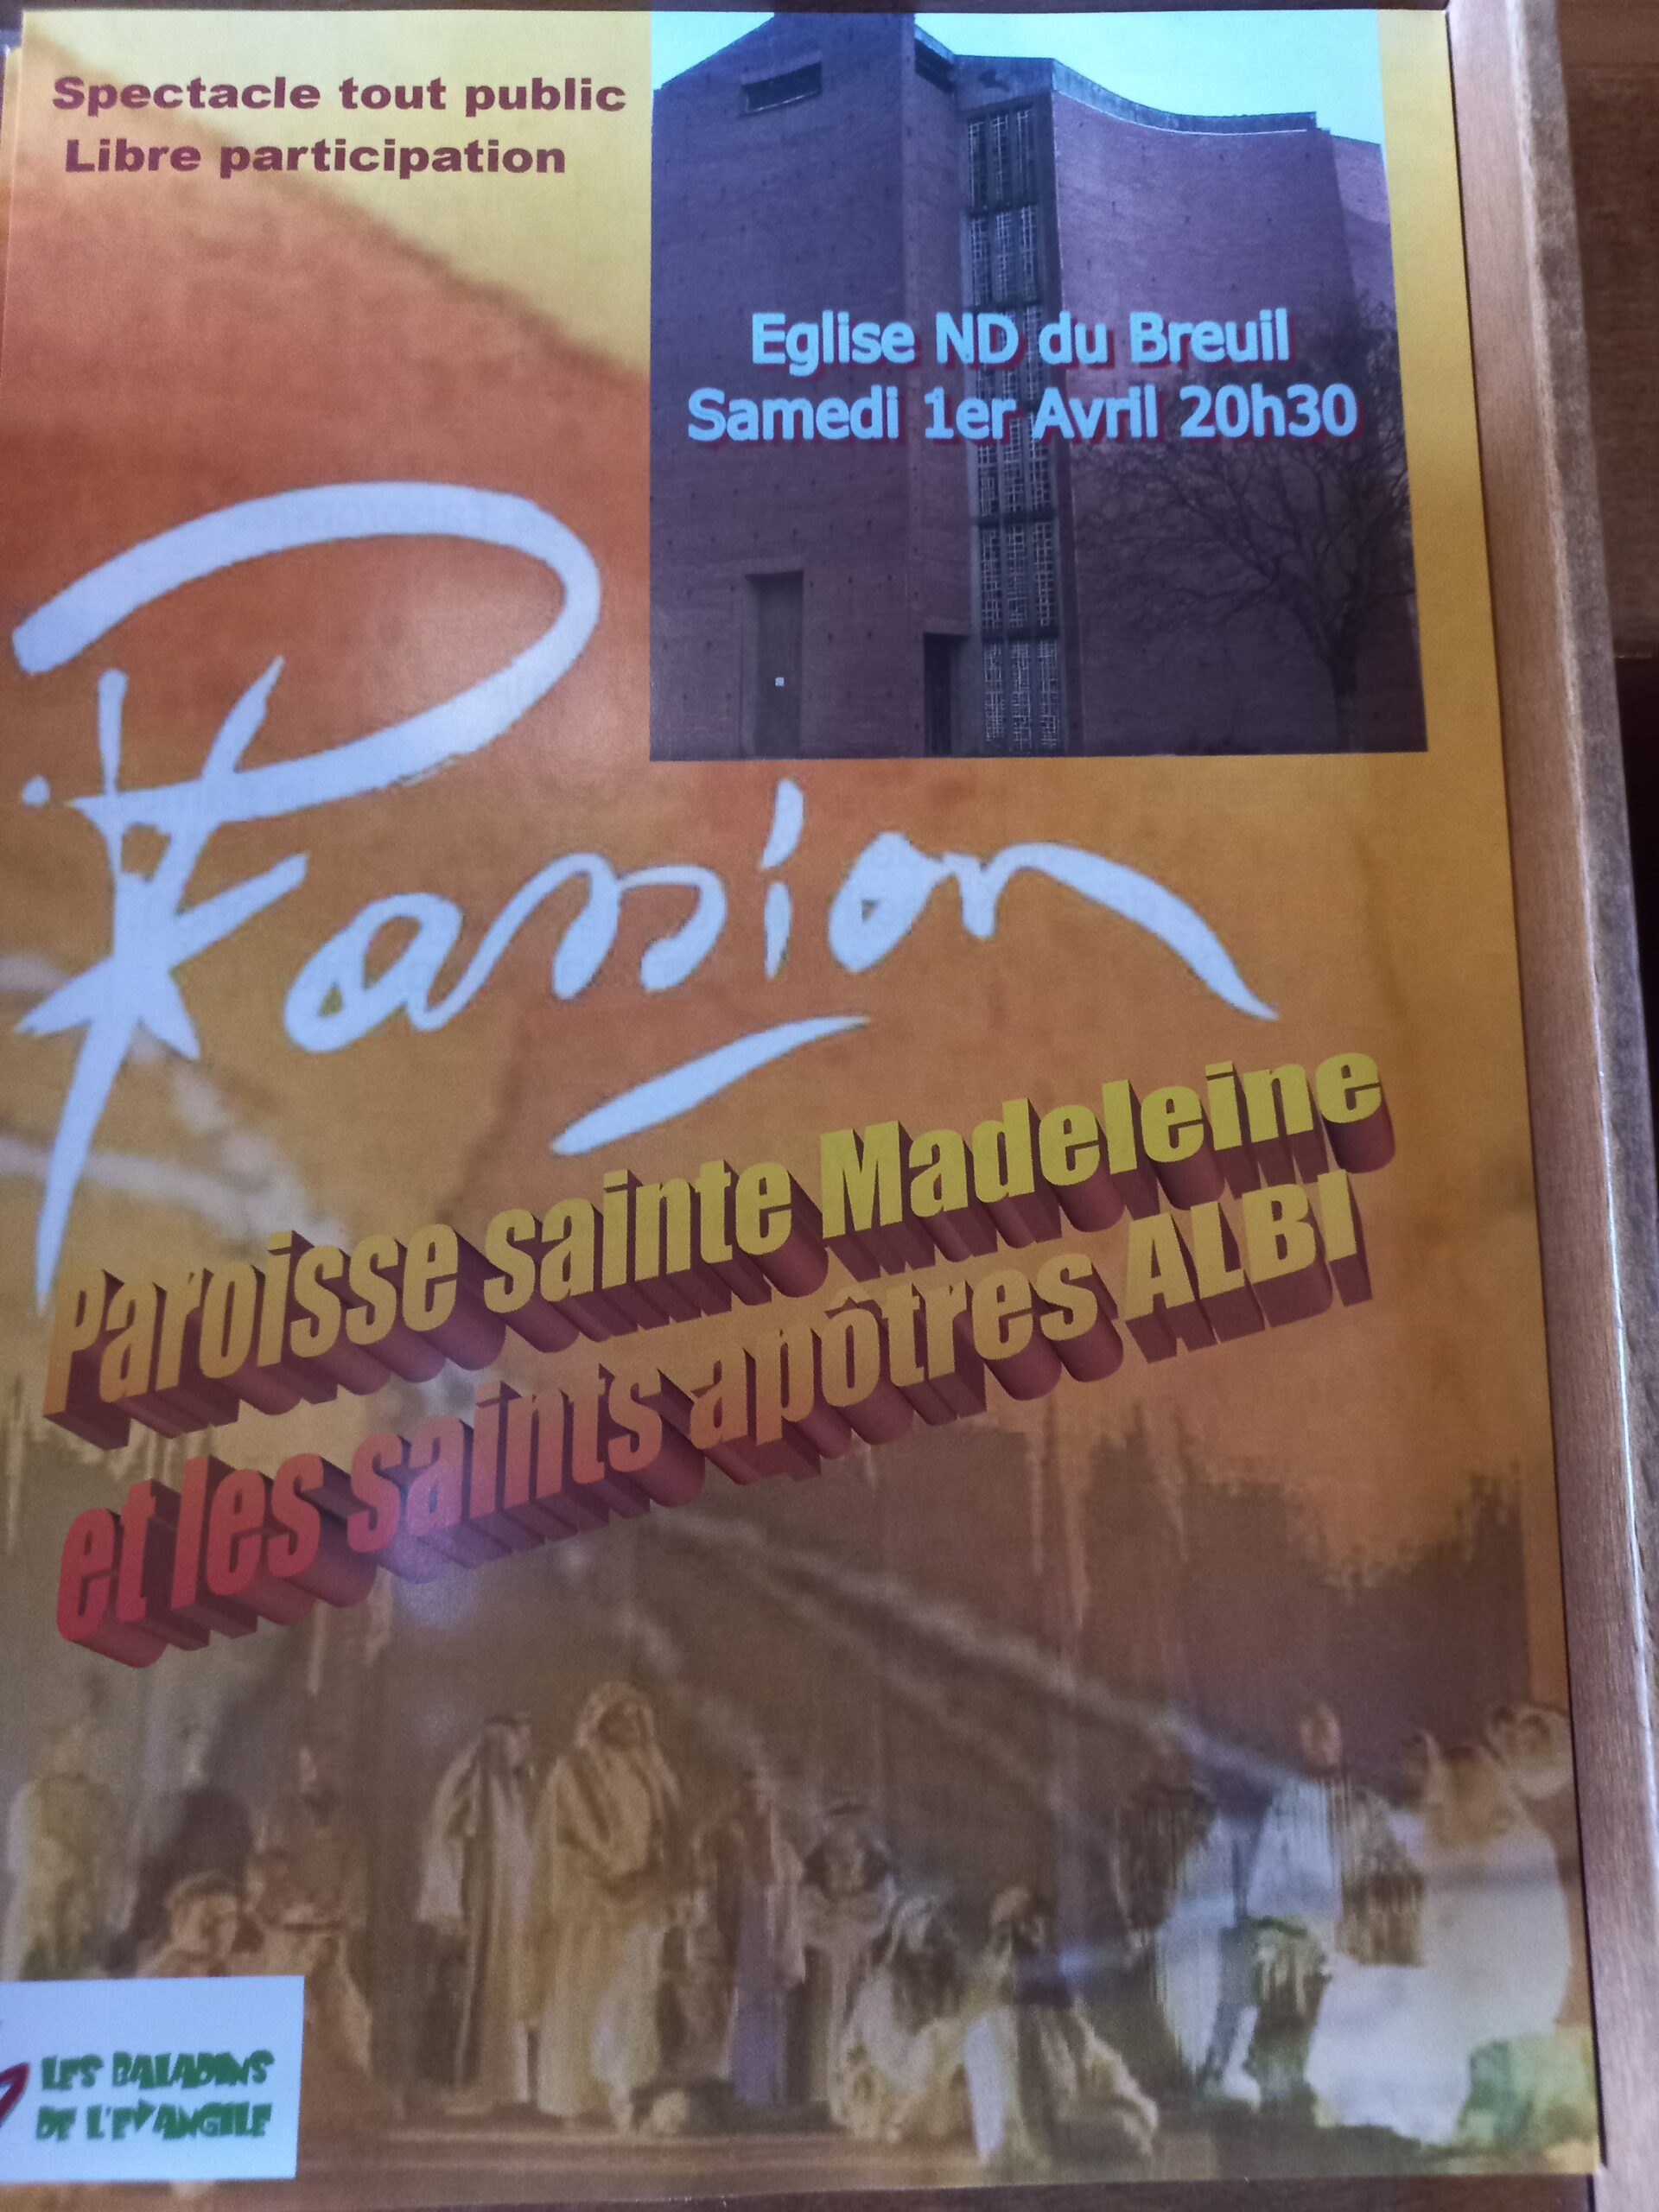 Spectacle tout public
Libre participation
Eglise ND du Breuil
Samedi 1er Avril 20h30
Passion
Paroisse sainte Madeleine
et les saints apôtres ALBI
LES BALADINS
DE L'EVANGILE